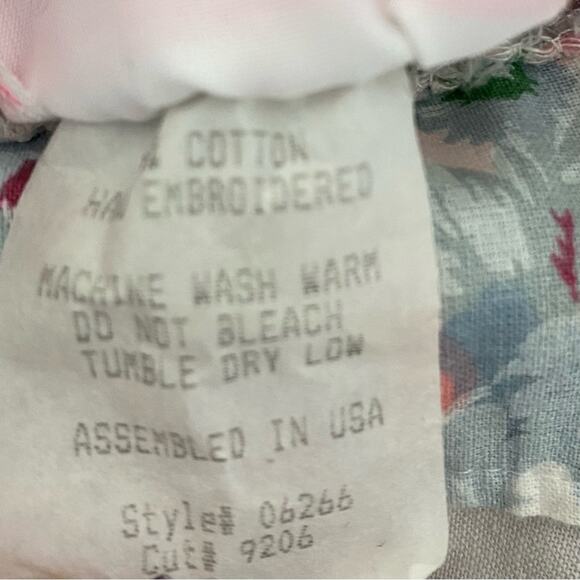 % COTTON
EMBROIDERED
MACHINE WASH WARM
DO NOT BLEACH
TUMBLE DRY LOW
ASSEMBLED IN USA
Style# 06266
Cut# 9206